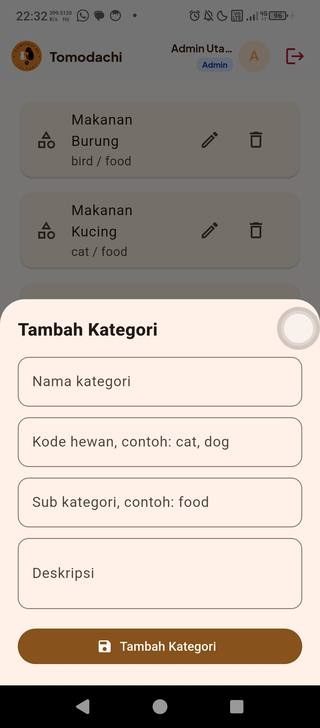 22:32
96
Tomodachi
Admin Uta...
Admin
A
Makanan
Burung
bird / food
Makanan
Kucing
cat / food
Tambah Kategori
Nama kategori
Kode hewan, contoh: cat, dog
Sub kategori, contoh: food
Deskripsi
Tambah Kategori